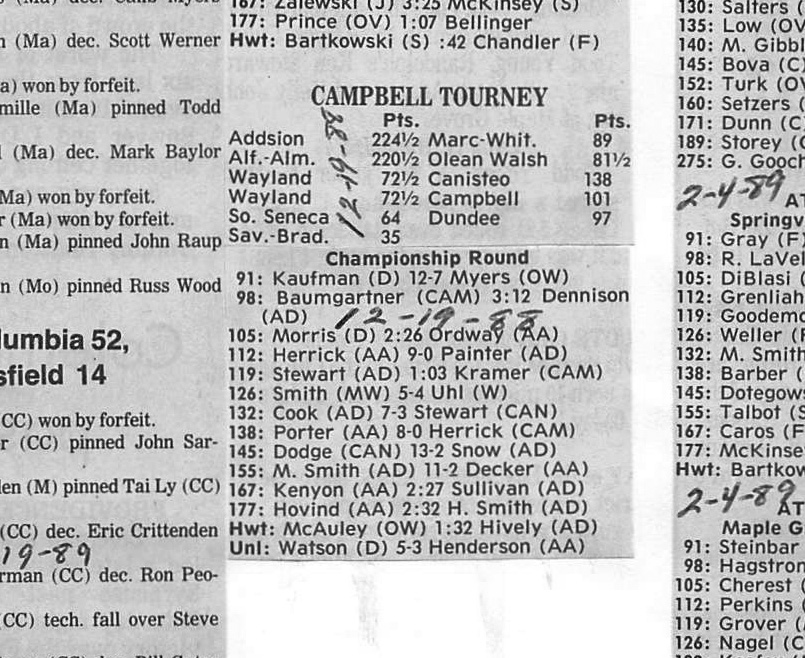 dec. Scott Werner
(Ma)
won by forfeit.
mille (Ma) pinned Todd
(Ma) dec. Mark Baylor
Ma) won by forfeit.
r (Ma) won by forfeit.
n (Ma) pinned John Raup
n (Mo) pinned Russ Wood
lumbia 52,
sfield 14
CC) won by forfeit.
r (CC) pinned John Sar-
len (M) pinned Tai Ly (CC)
(CC) dec. Eric Crittenden
19-89
rman (CC) dec. Ron Peo-
CC) tech. fall over Steve
167: Zalewski (J) 3:25 McKinsey (S)
177: Prince (OV) 1:07 Bellinger
Hwt: Bartkowski (S) :42 Chandler (F)
CAMPBELL TOURNEY
Pts. Pts.
Addsion 224½ Marc-Whit. 89
Alf.-Alm. 220½ Olean Walsh 81½
Wayland 72½ Canisteo 138
Wayland 72½ Campbell 101
So. Seneca 64 Dundee 97
Sav.-Brad. 35
12-19-88
Championship Round
91: Kaufman (D) 12-7 Myers (OW)
98: Baumgartner (CAM) 3:12 Dennison
(AD) 12-19-88
105: Morris (D) 2:26 Ordway (AA)
112: Herrick (AA) 9-0 Painter (AD)
119: Stewart (AD) 1:03 Kramer (CAM)
126: Smith (MW) 5-4 Uhl (W)
132: Cook (AD) 7-3 Stewart (CAN)
138: Porter (AA) 8-0 Herrick (CAM)
145: Dodge (CAN) 13-2 Snow (AD)
155: M. Smith (AD) 11-2 Decker (AA)
167: Kenyon (AA) 2:27 Sullivan (AD)
177: Hovind (AA) 2:32 H. Smith (AD)
Hwt: McAuley (OW) 1:32 Hively (AD)
Unl: Watson (D) 5-3 Henderson (AA)
130: Salters (
135: Low (OV
140: M. Gibbl
145: Bova (C)
152: Turk (OV
160: Setzers (
171: Dunn (C)
189: Storey (
275: G. Gooch
2-4-89 AT
Springv
91: Gray (F)
98: R. LaVel
105: DiBlasi (
112: Grenliah
119: Goodemo
126: Weller (F
132: M. Smith
138: Barber (
145: Dotegows
155: Talbot (S
167: Caros (F
177: McKinsey
Hwt: Bartkow
2-4-89 AT
Maple G
91: Steinbar
98: Hagstrom
105: Cherest (
112: Perkins (
119: Grover (
126: Nagel (C